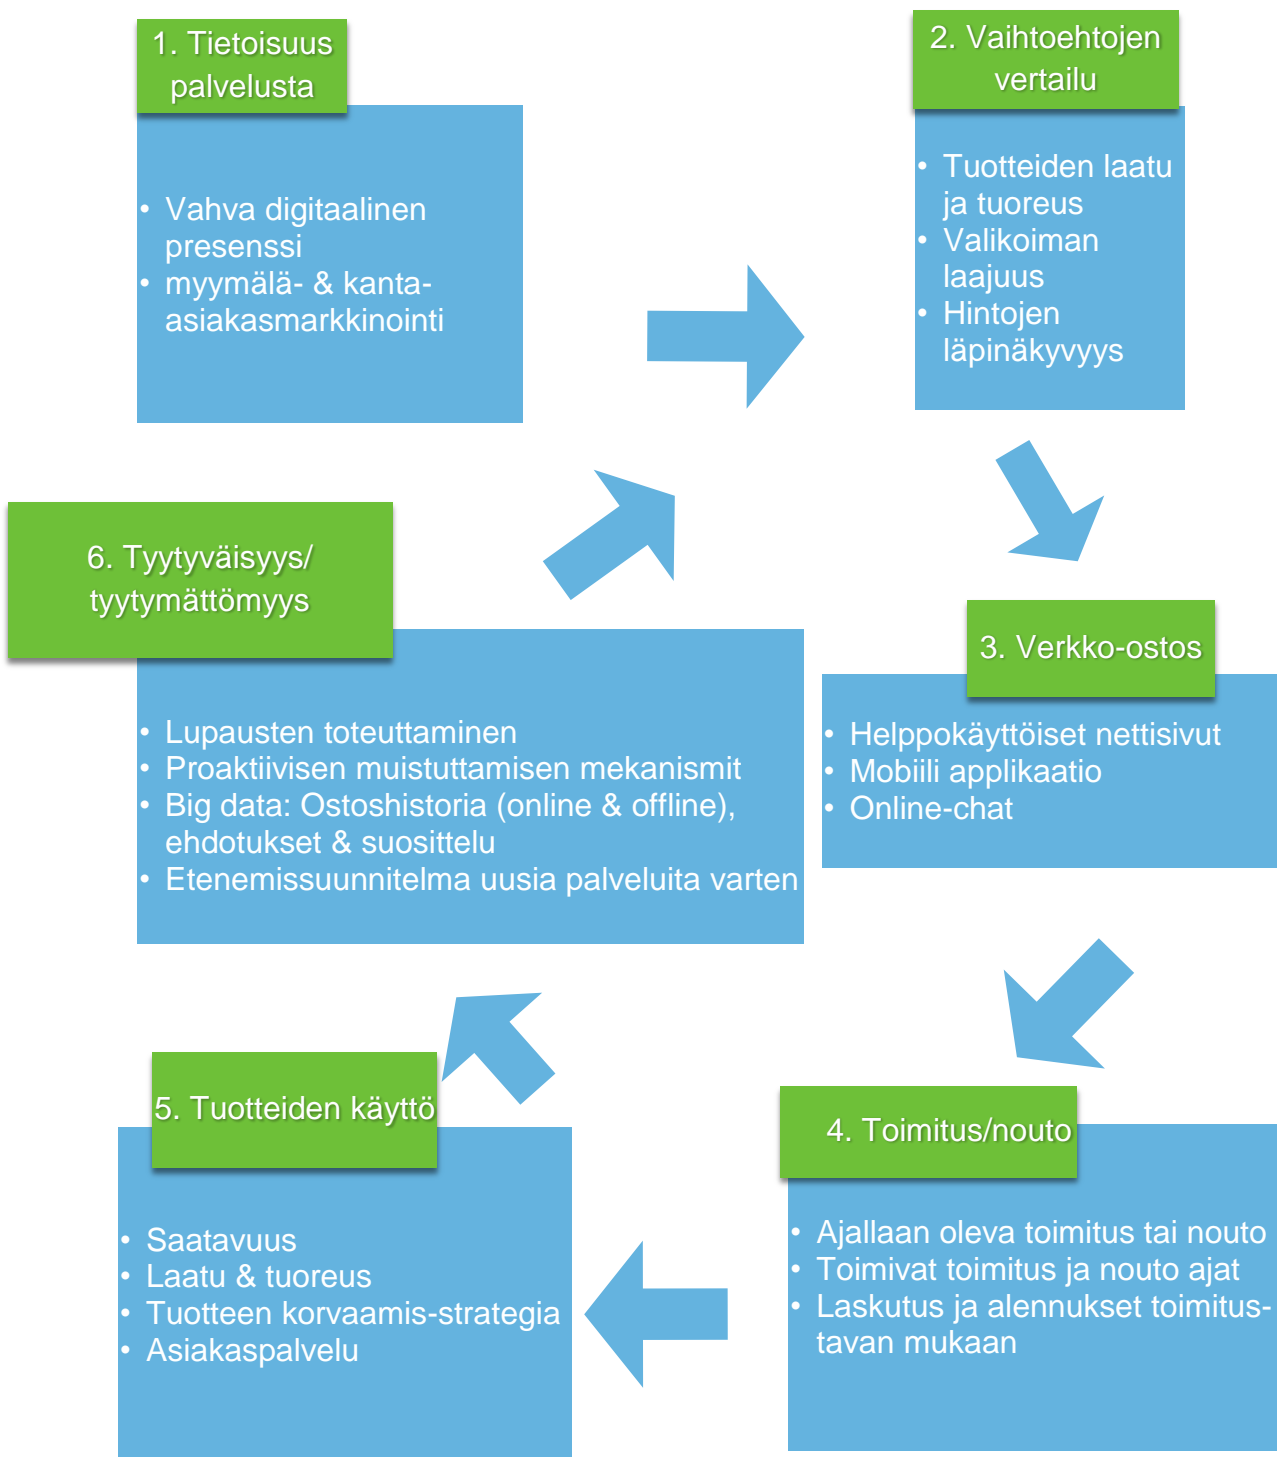 1. Tietoisuus
palvelusta
• Vahva digitaalinen
presenssi
• myymälä- & kanta-
asiakasmarkkinointi
2. Vaihtoehtojen
vertailu
• Tuotteiden laatu
ja tuoreus
• Valikoiman
laajuus
• Hintojen
läpinäkyvyys
3. Verkko-ostos
• Helppokäyttöiset nettisivut
• Mobiili applikaatio
• Online-chat
4. Toimitus/nouto
• Ajallaan oleva toimitus tai nouto
• Toimivat toimitus ja nouto ajat
• Laskutus ja alennukset toimitus-
tavan mukaan
5. Tuotteiden käyttö
• Saatavuus
• Laatu & tuoreus
• Tuotteen korvaamis-strategia
• Asiakaspalvelu
6. Tyytyväisyys/
tyytymättömyys
• Lupausten toteuttaminen
• Proaktiivisen muistuttamisen mekanismit
• Big data: Ostoshistoria (online & offline),
ehdotukset & suosittelu
• Etenemissuunnitelma uusia palveluita varten